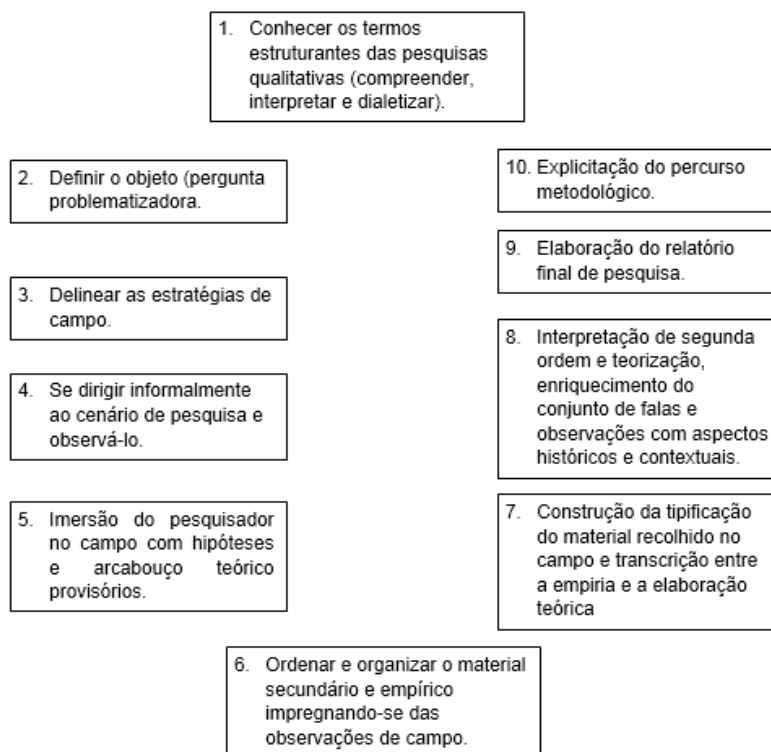 1. Conhecer os termos
estruturantes das pesquisas
qualitativas (compreender,
interpretar e dialetizar).
2. Definir o objeto (pergunta
problematizadora.
3. Delinear as estratégias de
campo.
4. Se dirigir informalmente
ao cenário de pesquisa e
observá-lo.
5. Imersão do pesquisador
no campo com hipóteses
e arcabouço teórico
provisórios.
6. Ordenar e organizar o material
secundário e empírico
impregnando-se das
observações de campo.
7. Construção da tipificação
do material recolhido no
campo e transcrição entre
a empiria e a elaboração
teórica
8. Interpretação de segunda
ordem e teorização,
enriquecimento do
conjunto de falas e
observações com aspectos
históricos e contextuais.
9. Elaboração do relatório
final de pesquisa.
10. Explicitação do percurso
metodológico.